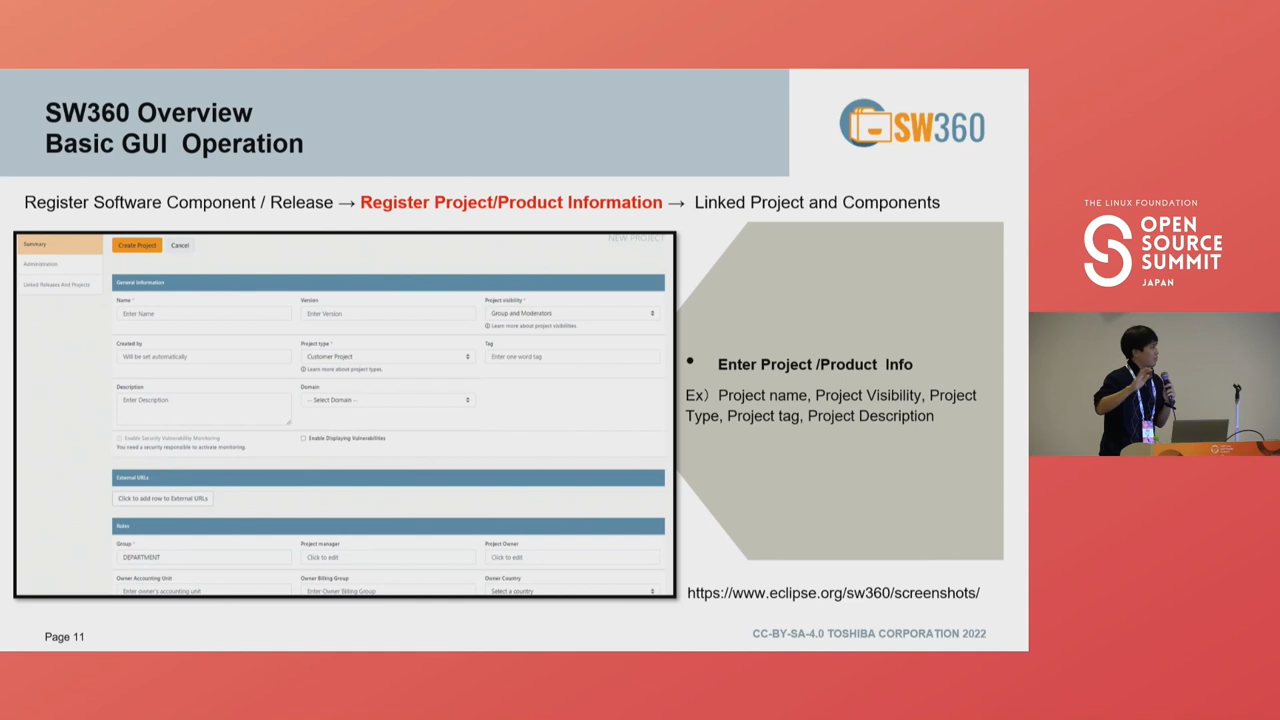 SW360 Overview
Basic GUI Operation
SW360
Register Software Component / Release → Register Project/Product Information → Linked Project and Components
Summary
Administration
Linked Releases And Projects
Create Project
Cancel
NEW PROJECT
General Information
Name *
Version
Project visibility *
Enter Name
Enter Version
Group and Moderators
Learn more about project visibilities.
Created by
Project type *
Tag
Will be set automatically
Customer Project
Enter one word tag
Learn more about project types.
Description
Domain
Enter Description
-- Select Domain --
Enable Security Vulnerability Monitoring
Enable Displaying Vulnerabilities
You need a security responsible to activate monitoring.
External URLs
Click to add row to External URLs
Roles
Group *
Project manager
Project Owner
DEPARTMENT
Click to edit
Click to edit
Owner Accounting Unit
Owner Billing Group
Owner Country
Enter owner's accounting unit
Enter Owner Billing Group
Select a country
• Enter Project /Product Info
Ex）Project name, Project Visibility, Project
Type, Project tag, Project Description
https://www.eclipse.org/sw360/screenshots/
Page 11
CC-BY-SA-4.0 TOSHIBA CORPORATION 2022
THE LINUX FOUNDATION
OPEN
SOURCE
SUMMIT
JAPAN